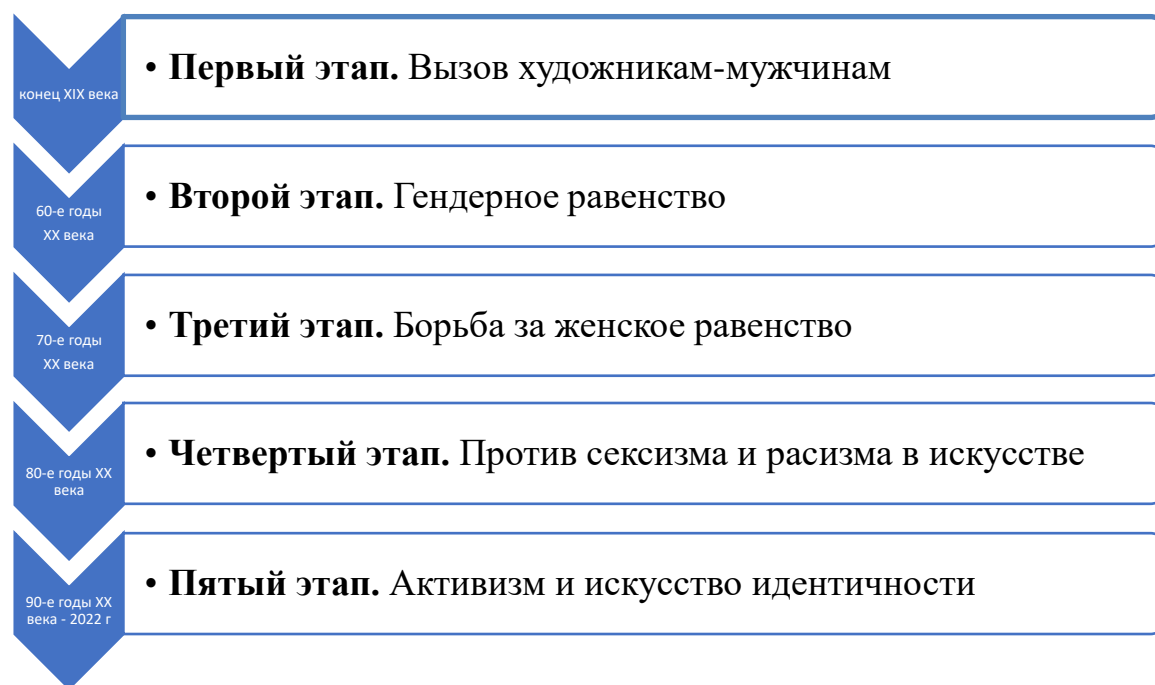 конец XIX века
• Первый этап. Вызов художникам-мужчинам
60-е годы
XX века
• Второй этап. Гендерное равенство
70-е годы
XX века
• Третий этап. Борьба за женское равенство
80-е годы XX
века
• Четвертый этап. Против сексизма и расизма в искусстве
90-е годы XX
века - 2022 г
• Пятый этап. Активизм и искусство идентичности